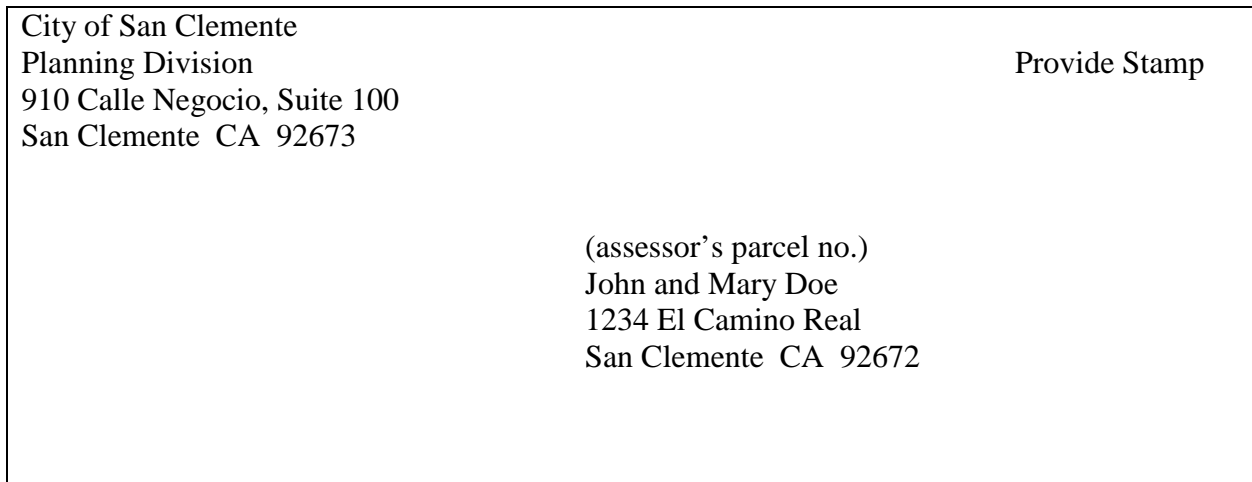 City of San Clemente
Planning Division
Provide Stamp
910 Calle Negocio, Suite 100
San Clemente  CA  92673
(assessor’s parcel no.)
John and Mary Doe
1234 El Camino Real
San Clemente  CA  92672